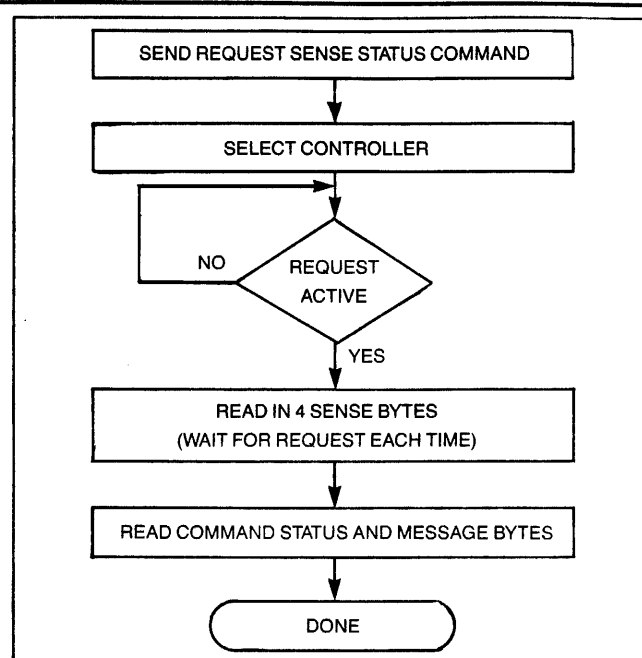 SEND REQUEST SENSE STATUS COMMAND
SELECT CONTROLLER
NO
REQUEST
ACTIVE
YES
READ IN 4 SENSE BYTES
(WAIT FOR REQUEST EACH TIME)
READ COMMAND STATUS AND MESSAGE BYTES
DONE